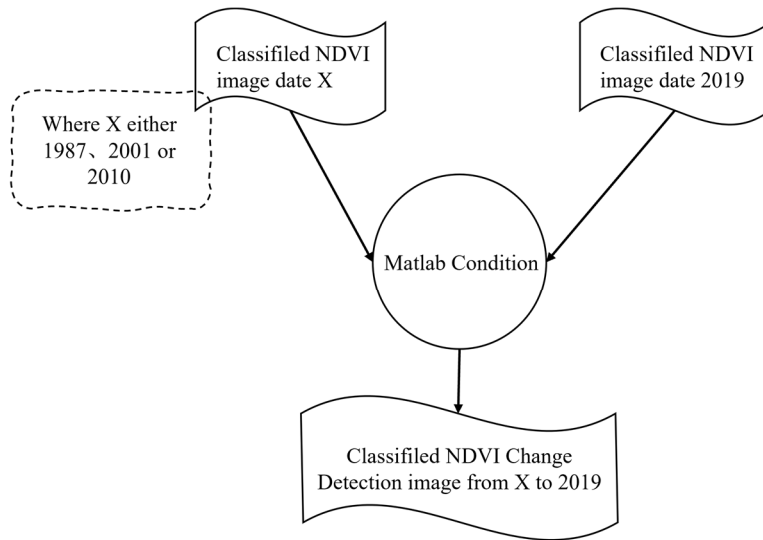 Classifiled NDVI
image date X
Classifiled NDVI
image date 2019
Where X either
1987、2001 or
2010
Matlab Condition
Classifiled NDVI Change
Detection image from X to 2019